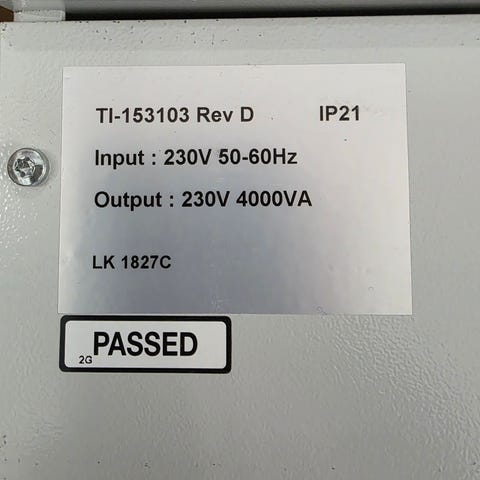 TI-153103 Rev D IP21
Input : 230V 50-60Hz
Output : 230V 4000VA
LK 1827C
2G PASSED